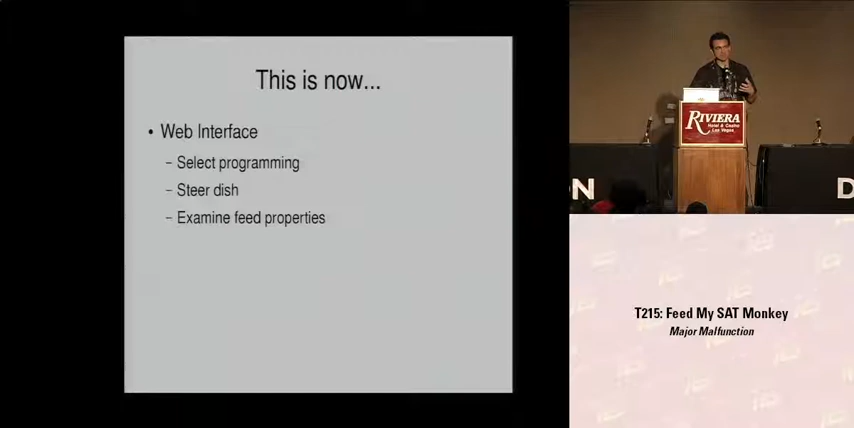 This is now...
• Web Interface
– Select programming
– Steer dish
– Examine feed properties
RIVIERA
Hotel & Casino
Las Vegas
ON
D
T215: Feed My SAT Monkey
Major Malfunction